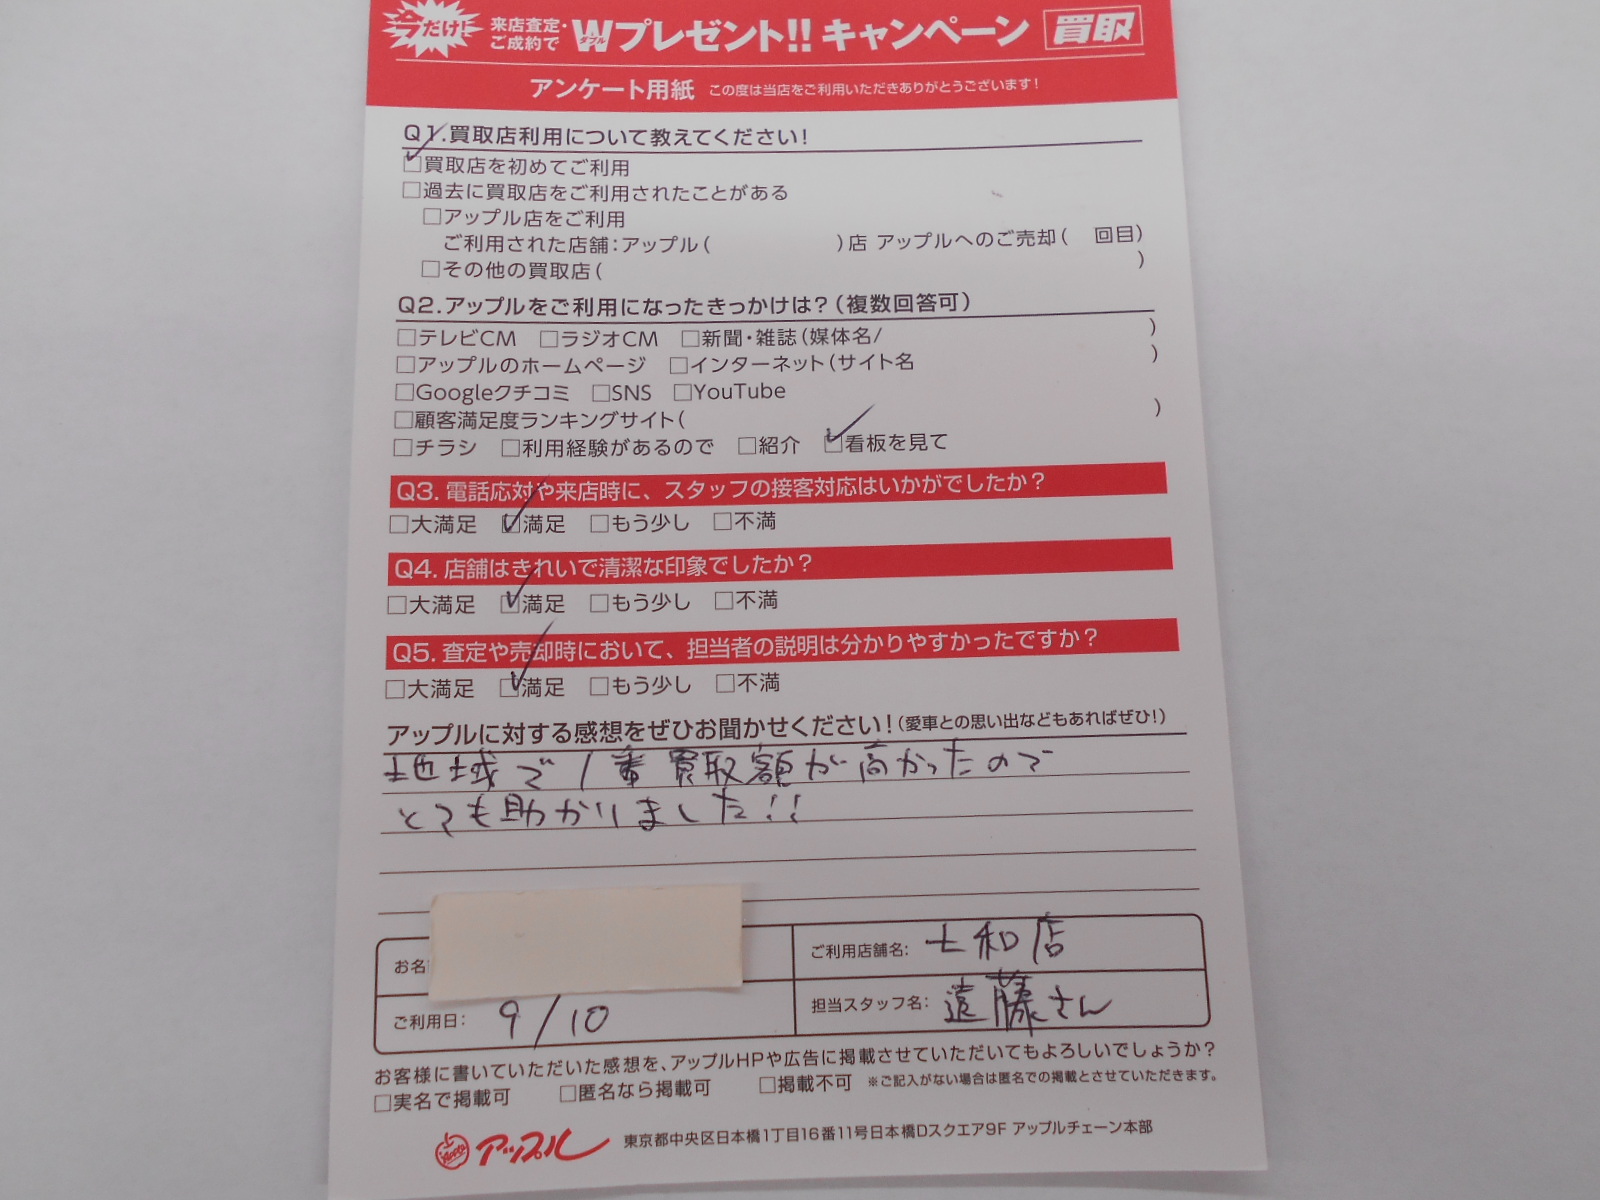 今だけ! 来店査定・ご成約で Wダブルプレゼント!! キャンペーン 買取
アンケート用紙 この度は当店をご利用いただきありがとうございます!
Q1.買取店利用について教えてください!
☑買取店を初めてご利用
□過去に買取店をご利用されたことがある
□アップル店をご利用
ご利用された店舗:アップル( )店 アップルへのご売却( 回目)
□その他の買取店( )
Q2.アップルをご利用になったきっかけは?(複数回答可)
□テレビCM □ラジオCM □新聞・雑誌(媒体名/ )
□アップルのホームページ □インターネット(サイト名 )
□Googleクチコミ □SNS □YouTube
□顧客満足度ランキングサイト( )
□チラシ □利用経験があるので □紹介 ☑看板を見て
Q3. 電話応対や来店時に、スタッフの接客対応はいかがでしたか?
□大満足 ☑満足 □もう少し □不満
Q4. 店舗はきれいで清潔な印象でしたか?
□大満足 ☑満足 □もう少し □不満
Q5. 査定や売却時において、担当者の説明は分かりやすかったですか?
□大満足 ☑満足 □もう少し □不満
アップルに対する感想をぜひお聞かせください!(愛車との思い出などもあればぜひ!)
地域で1番買取額が高かったので
とても助かりました!!
お名
ご利用店舗名: 七和店
ご利用日: 9/10
担当スタッフ名: 遠藤さん
お客様に書いていただいた感想を、アップルHPや広告に掲載させていただいてもよろしいでしょうか?
□実名で掲載可 □匿名なら掲載可 □掲載不可 ※ご記入がない場合は匿名での掲載とさせていただきます。
アップル 東京都中央区日本橋1丁目16番11号日本橋Dスクエア9F アップルチェーン本部